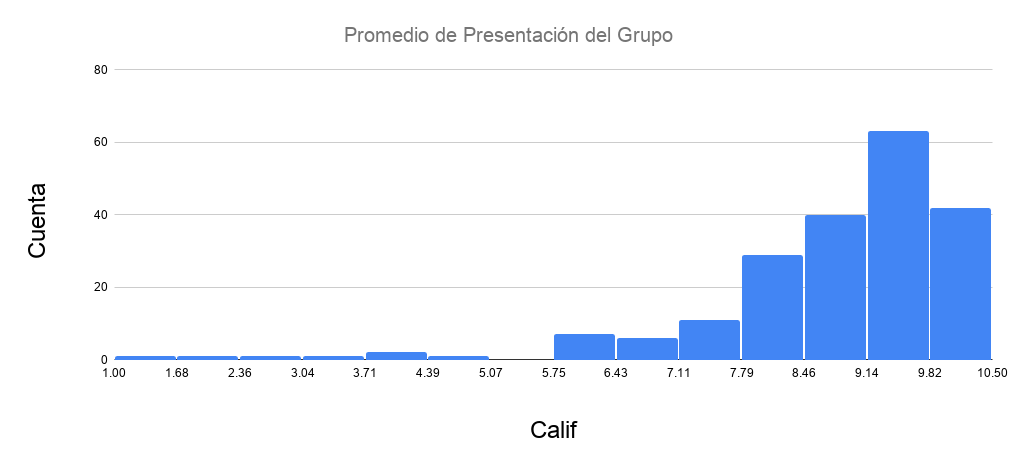 Promedio de Presentación del Grupo
80
60
40
20
0
Cuenta
1.00 1.68 2.36 3.04 3.71 4.39 5.07 5.75 6.43 7.11 7.79 8.46 9.14 9.82 10.50
Calif